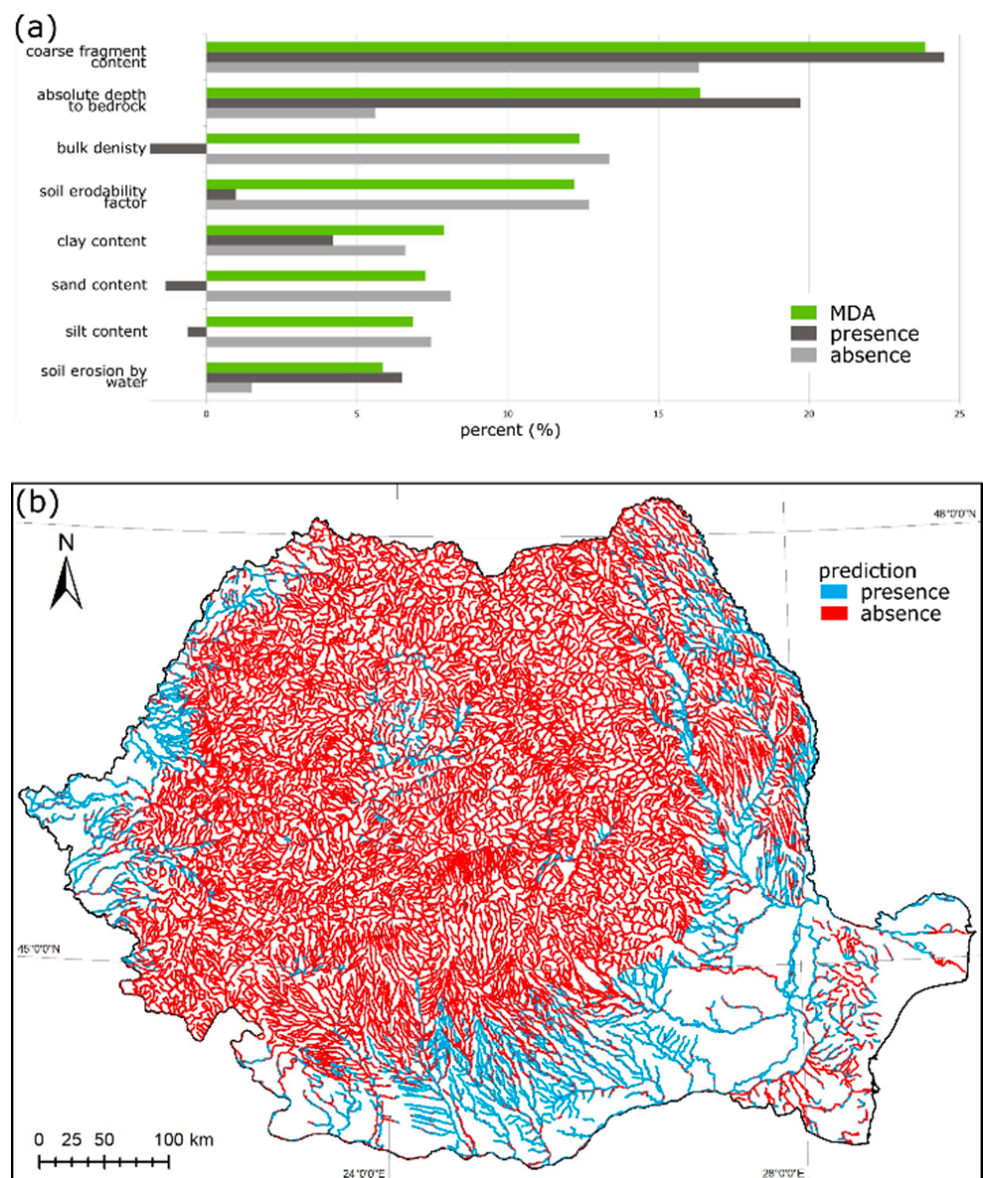 (a)
coarse fragment
content
absolute depth
to bedrock
bulk denisty
soil erodability
factor
clay content
sand content
silt content
soil erosion by
water
MDA
presence
absence
0 5 10 15 20 25
percent (%)
(b)
48°0'0"N
N
prediction
presence
absence
45°0'0"N
0 25 50 100 km
24°0'0"E
28°0'0"E